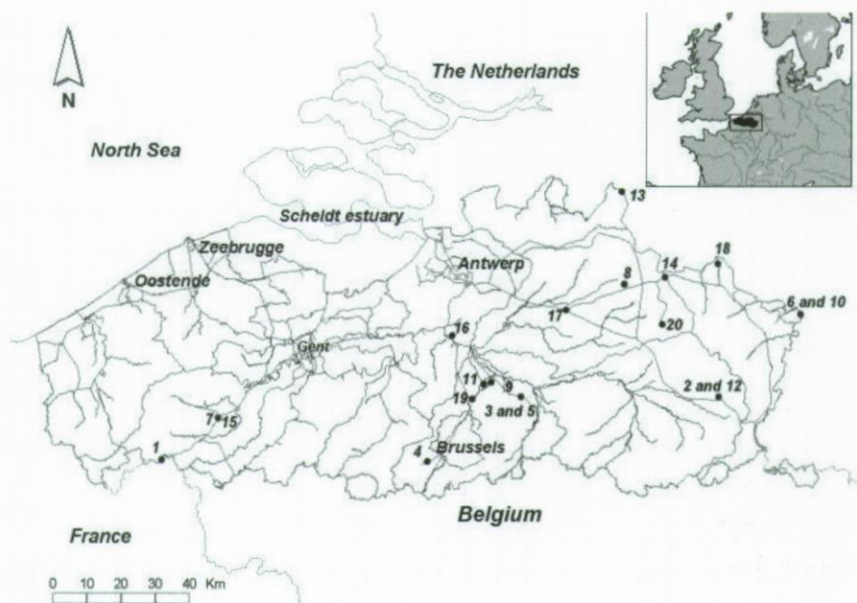 The Netherlands
N
North Sea
13
Scheldt estuary
Zeebrugge
Antwerp
18
14
8
Oostende
6 and 10
17
20
16
Gent
11
9
2 and 12
19
3 and 5
7
15
4
Brussels
1
Belgium
France
0 10 20 30 40 Km